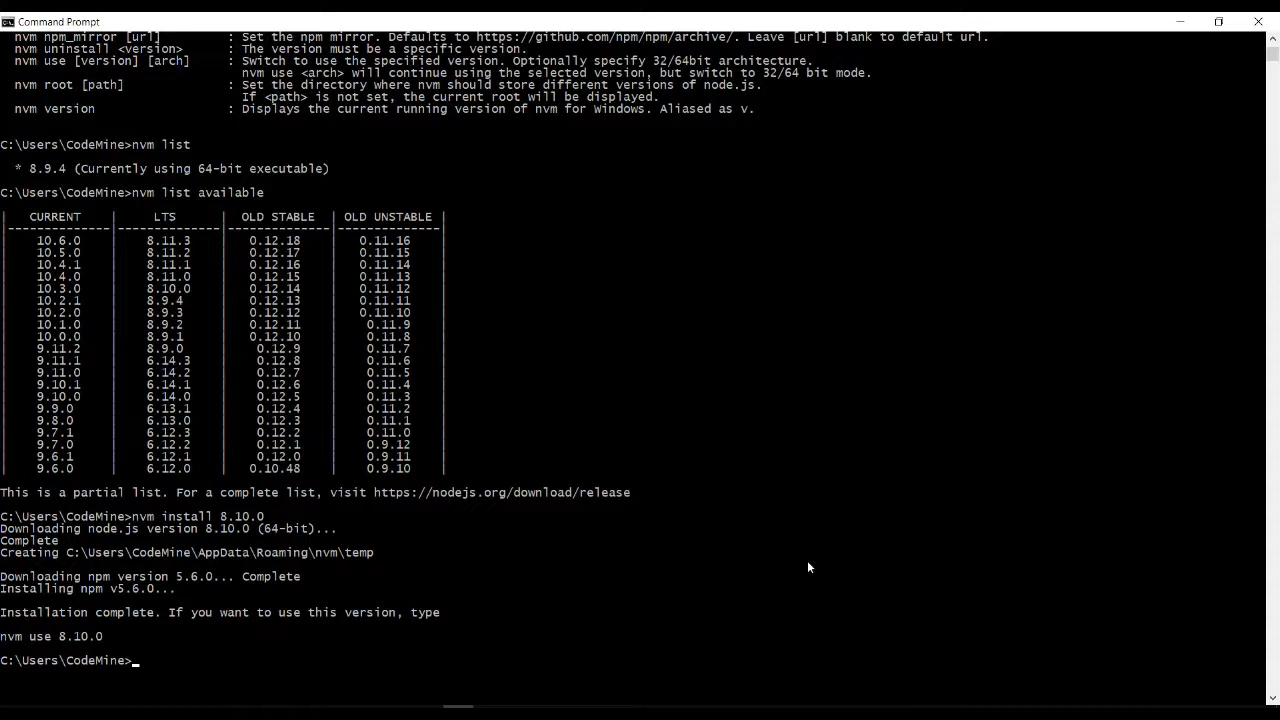 Command Prompt
nvm npm_mirror [url] : Set the npm mirror. Defaults to https://github.com/npm/npm/archive/. Leave [url] blank to default url.
nvm uninstall <version> : The version must be a specific version.
nvm use [version] [arch] : Switch to use the specified version. Optionally specify 32/64bit architecture.
nvm use <arch> will continue using the selected version, but switch to 32/64 bit mode.
nvm root [path] : Set the directory where nvm should store different versions of node.js.
If <path> is not set, the current root will be displayed.
nvm version : Displays the current running version of nvm for Windows. Aliased as v.
C:\Users\CodeMine>nvm list
* 8.9.4 (Currently using 64-bit executable)
C:\Users\CodeMine>nvm list available
| CURRENT | LTS | OLD STABLE | OLD UNSTABLE |
|--------------|--------------|--------------|--------------|
| 10.6.0 | 8.11.3 | 0.12.18 | 0.11.16 |
| 10.5.0 | 8.11.2 | 0.12.17 | 0.11.15 |
| 10.4.1 | 8.11.1 | 0.12.16 | 0.11.14 |
| 10.4.0 | 8.11.0 | 0.12.15 | 0.11.13 |
| 10.3.0 | 8.10.0 | 0.12.14 | 0.11.12 |
| 10.2.1 | 8.9.4 | 0.12.13 | 0.11.11 |
| 10.2.0 | 8.9.3 | 0.12.12 | 0.11.10 |
| 10.1.0 | 8.9.2 | 0.12.11 | 0.11.9 |
| 10.0.0 | 8.9.1 | 0.12.10 | 0.11.8 |
| 9.11.2 | 8.9.0 | 0.12.9 | 0.11.7 |
| 9.11.1 | 6.14.3 | 0.12.8 | 0.11.6 |
| 9.11.0 | 6.14.2 | 0.12.7 | 0.11.5 |
| 9.10.1 | 6.14.1 | 0.12.6 | 0.11.4 |
| 9.10.0 | 6.14.0 | 0.12.5 | 0.11.3 |
| 9.9.0 | 6.13.1 | 0.12.4 | 0.11.2 |
| 9.8.0 | 6.13.0 | 0.12.3 | 0.11.1 |
| 9.7.1 | 6.12.3 | 0.12.2 | 0.11.0 |
| 9.7.0 | 6.12.2 | 0.12.1 | 0.9.12 |
| 9.6.1 | 6.12.1 | 0.12.0 | 0.9.11 |
| 9.6.0 | 6.12.0 | 0.10.48 | 0.9.10 |
This is a partial list. For a complete list, visit https://nodejs.org/download/release
C:\Users\CodeMine>nvm install 8.10.0
Downloading node.js version 8.10.0 (64-bit)...
Complete
Creating C:\Users\CodeMine\AppData\Roaming\nvm\temp
Downloading npm version 5.6.0... Complete
Installing npm v5.6.0...
Installation complete. If you want to use this version, type
nvm use 8.10.0
C:\Users\CodeMine>